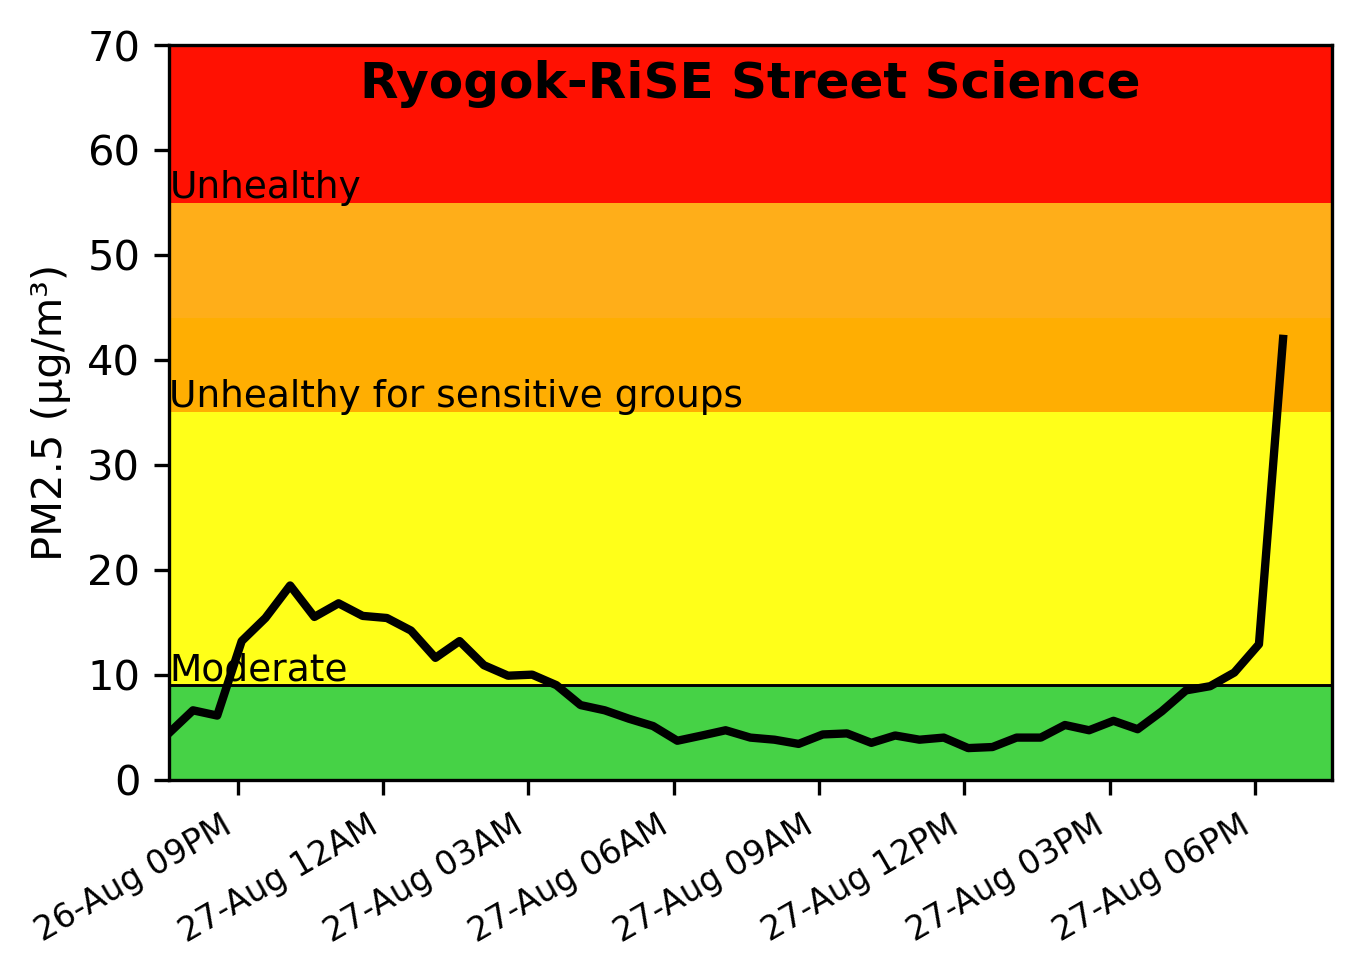 Ryogok-RiSE Street Science
70
60
50
40
30
20
10
0
PM2.5 (µg/m³)
Unhealthy
Unhealthy for sensitive groups
Moderate
26-Aug 09PM
27-Aug 12AM
27-Aug 03AM
27-Aug 06AM
27-Aug 09AM
27-Aug 12PM
27-Aug 03PM
27-Aug 06PM